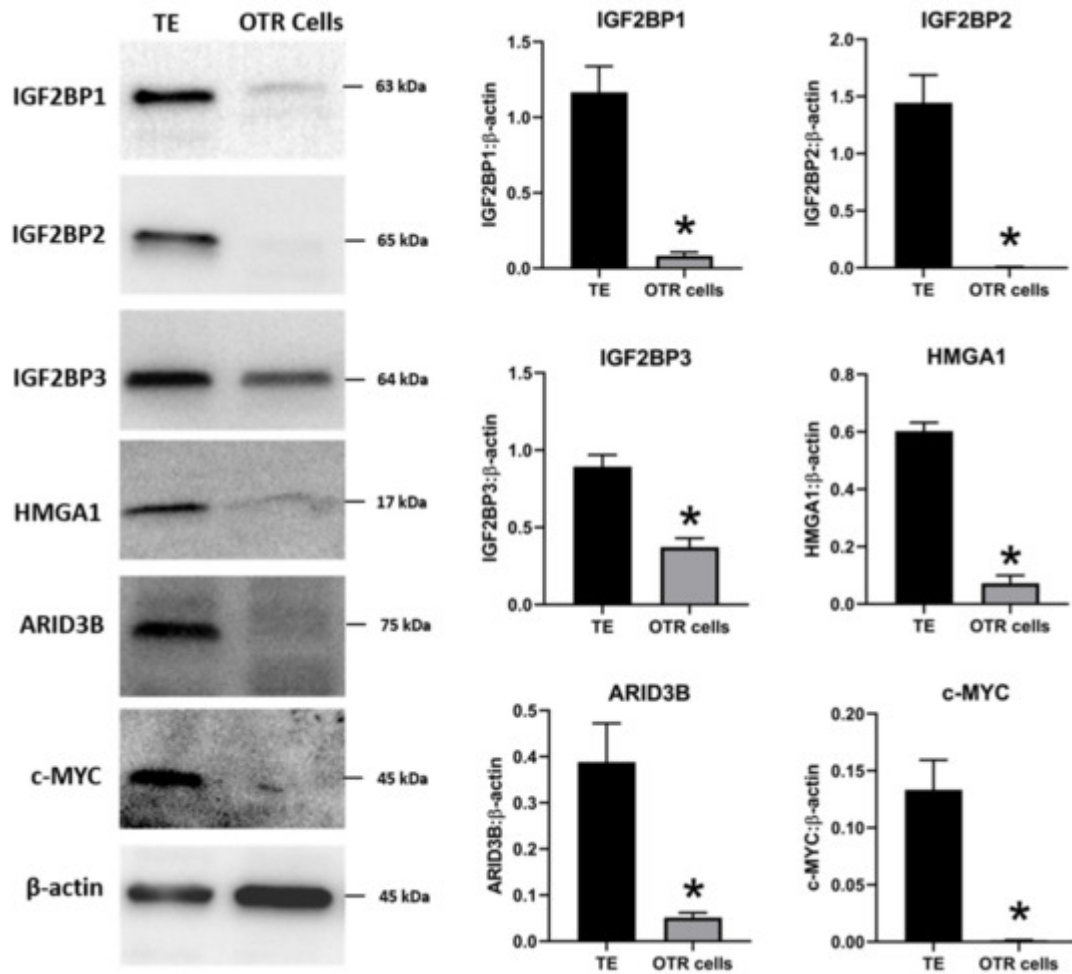 TE OTR Cells
IGF2BP1
63 kDa
IGF2BP2
65 kDa
IGF2BP3
64 kDa
HMGA1
17 kDa
ARID3B
75 kDa
c-MYC
45 kDa
β-actin
45 kDa
IGF2BP1
IGF2BP1:β-actin
1.5
1.0
0.5
0.0
*
TE OTR cells
IGF2BP2
IGF2BP2:β-actin
2.0
1.5
1.0
0.5
0.0
*
TE OTR cells
IGF2BP3
IGF2BP3:β-actin
1.5
1.0
0.5
0.0
*
TE OTR cells
HMGA1
HMGA1:β-actin
0.8
0.6
0.4
0.2
0.0
*
TE OTR cells
ARID3B
ARID3B:β-actin
0.5
0.4
0.3
0.2
0.1
0.0
*
TE OTR cells
c-MYC
c-MYC:β-actin
0.20
0.15
0.10
0.05
0.00
*
TE OTR cells